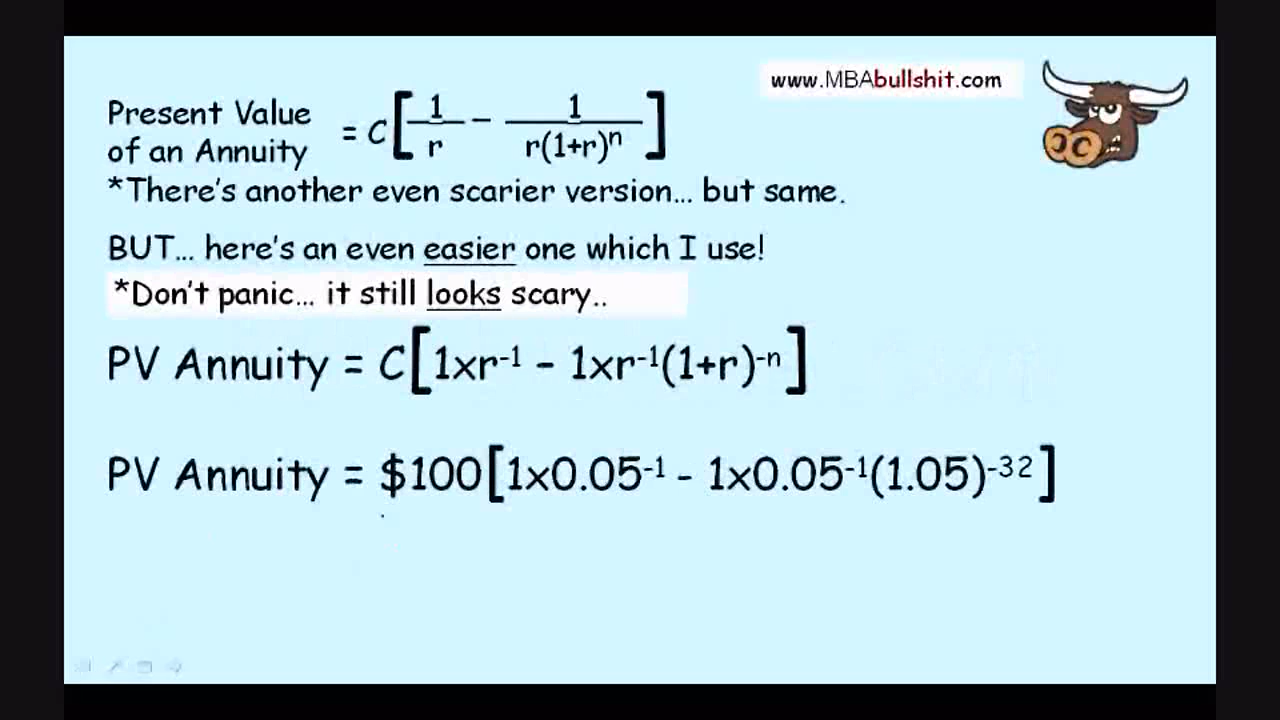 www.MBAbullshit.com
Present Value
of an Annuity
= C[1/r - 1/r(1+r)ⁿ]
*There's another even scarier version... but same.
BUT... here's an even easier one which I use!
*Don't panic... it still looks scary..
PV Annuity = C[1xr⁻¹ - 1xr⁻¹(1+r)⁻ⁿ]
PV Annuity = $100[1x0.05⁻¹ - 1x0.05⁻¹(1.05)⁻³²]